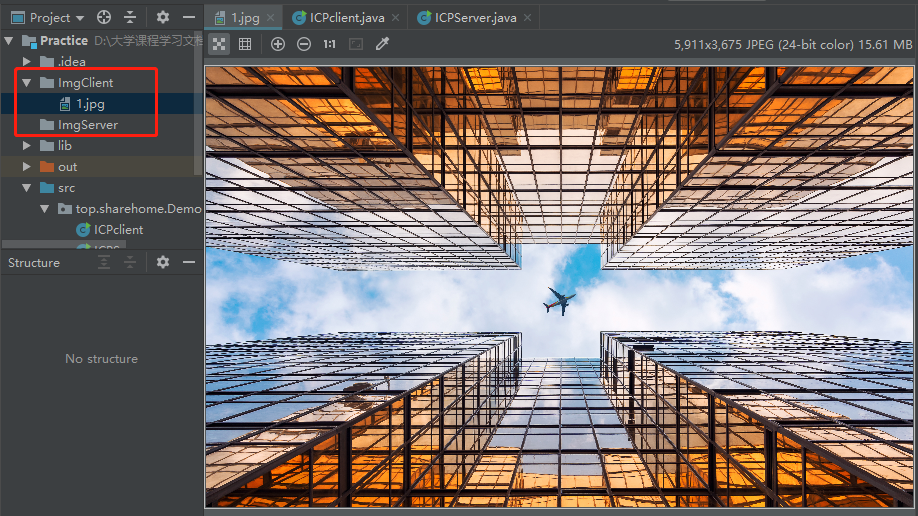 Project
1.jpg
ICPclient.java
ICPServer.java
1:1
5,911x3,675 JPEG (24-bit color) 15.61 MB
Practice D:\大学课程学习文档
.idea
ImgClient
1.jpg
ImgServer
lib
out
src
top.sharehome.Demo
ICPclient
Structure
No structure